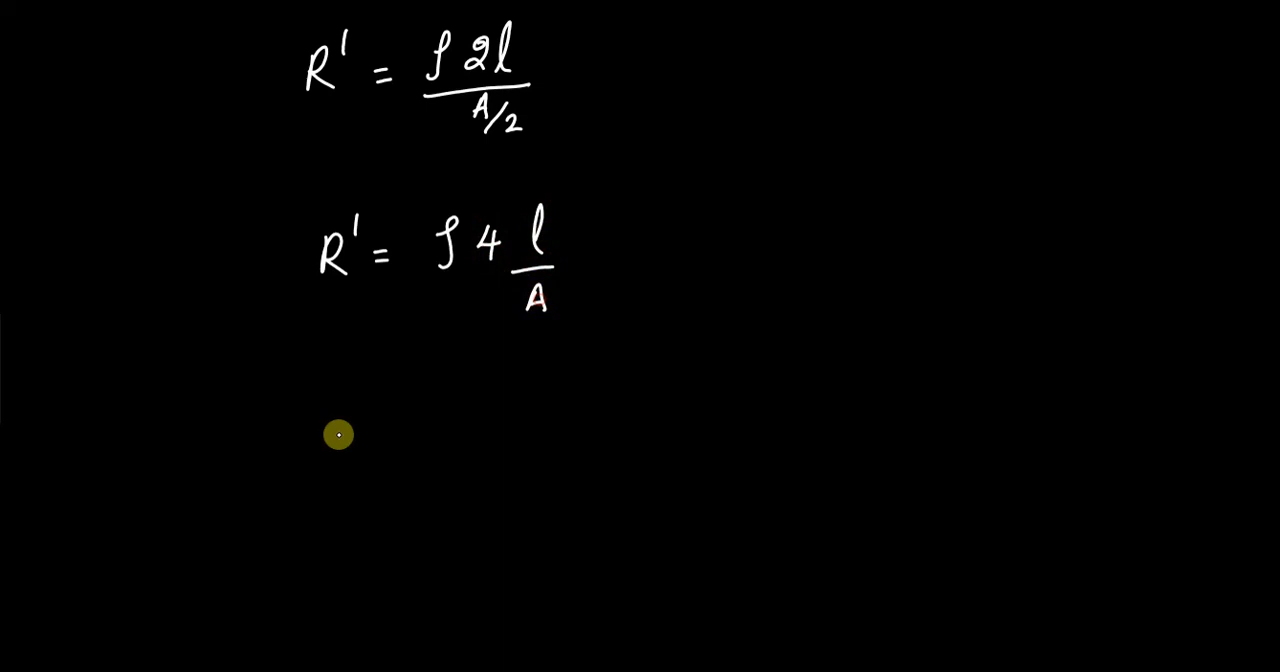 R' = ρ 2l / A/2
R' = ρ 4 l / A